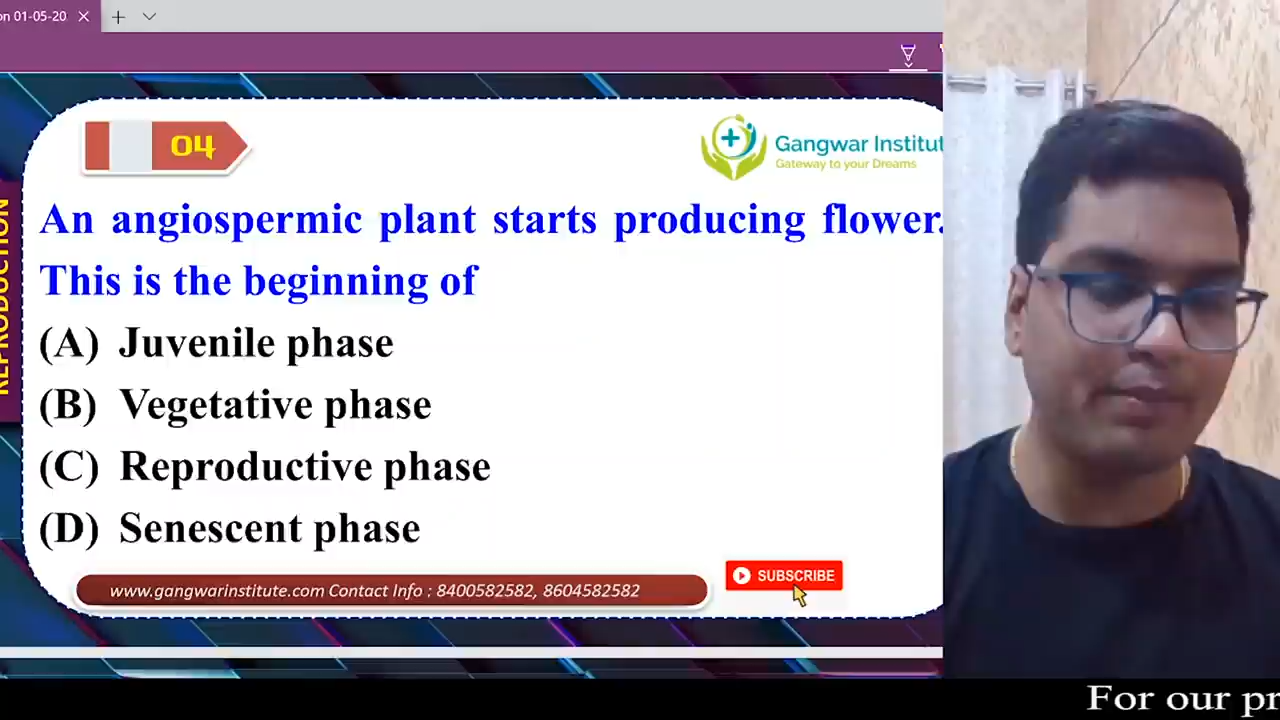 on 01-05-20
REPRODUCTION
04
Gangwar Institut
Gateway to your Dreams
An angiospermic plant starts producing flower.
This is the beginning of
(A) Juvenile phase
(B) Vegetative phase
(C) Reproductive phase
(D) Senescent phase
www.gangwarinstitute.com Contact Info : 8400582582, 8604582582
SUBSCRIBE
For our pr